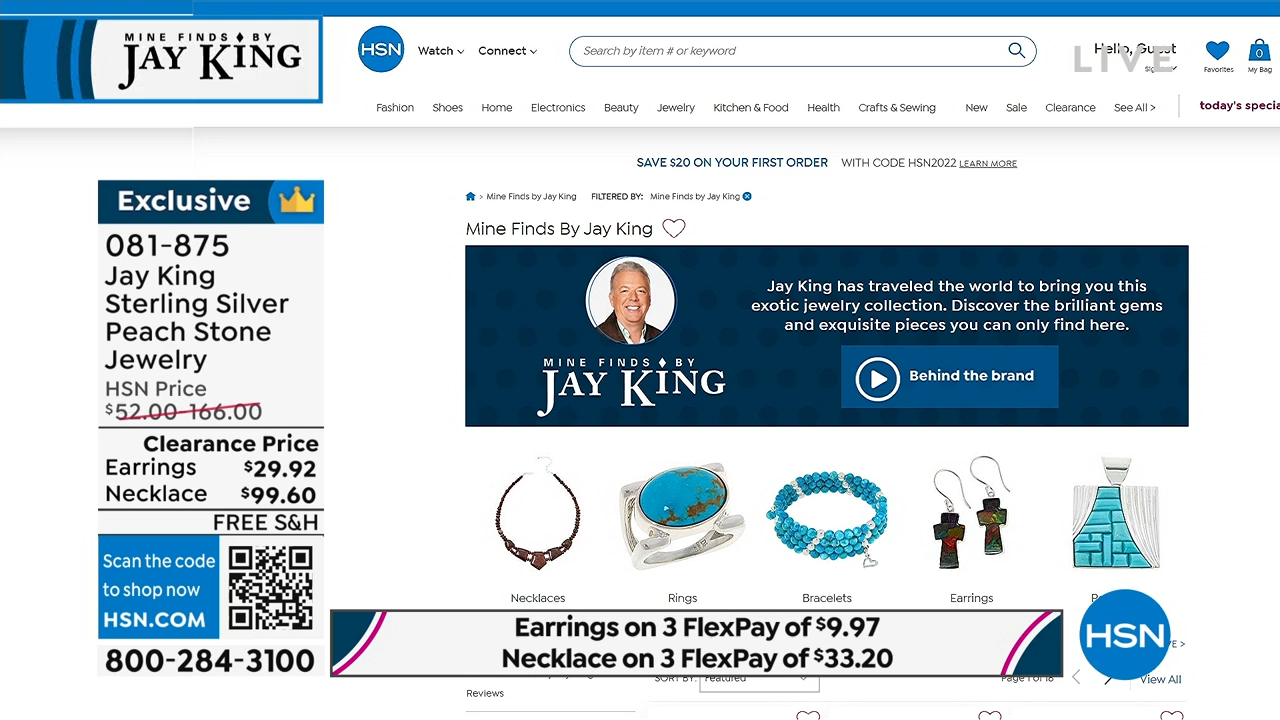 MINE FINDS BY
JAY KING
HSN
Watch
Connect
Search by item # or keyword
Hello, Guest
LIVE
Favorites
0
My Bag
Fashion
Shoes
Home
Electronics
Beauty
Jewelry
Kitchen & Food
Health
Crafts & Sewing
New
Sale
Clearance
See All >
today's specia
SAVE $20 ON YOUR FIRST ORDER WITH CODE HSN2022 LEARN MORE
> Mine Finds by Jay King FILTERED BY: Mine Finds by Jay King
Mine Finds By Jay King
Jay King has traveled the world to bring you this
exotic jewelry collection. Discover the brilliant gems
and exquisite pieces you can only find here.
MINE FINDS BY
JAY KING
Behind the brand
Exclusive
081-875
Jay King
Sterling Silver
Peach Stone
Jewelry
HSN Price
$52.00-166.00
Clearance Price
Earrings $29.92
Necklace $99.60
FREE S&H
Scan the code
to shop now
HSN.COM
800-284-3100
Necklaces
Rings
Bracelets
Earrings
Earrings on 3 FlexPay of $9.97
Necklace on 3 FlexPay of $33.20
HSN
SORT BY: Featured
Page 1 of 18
View All
Reviews